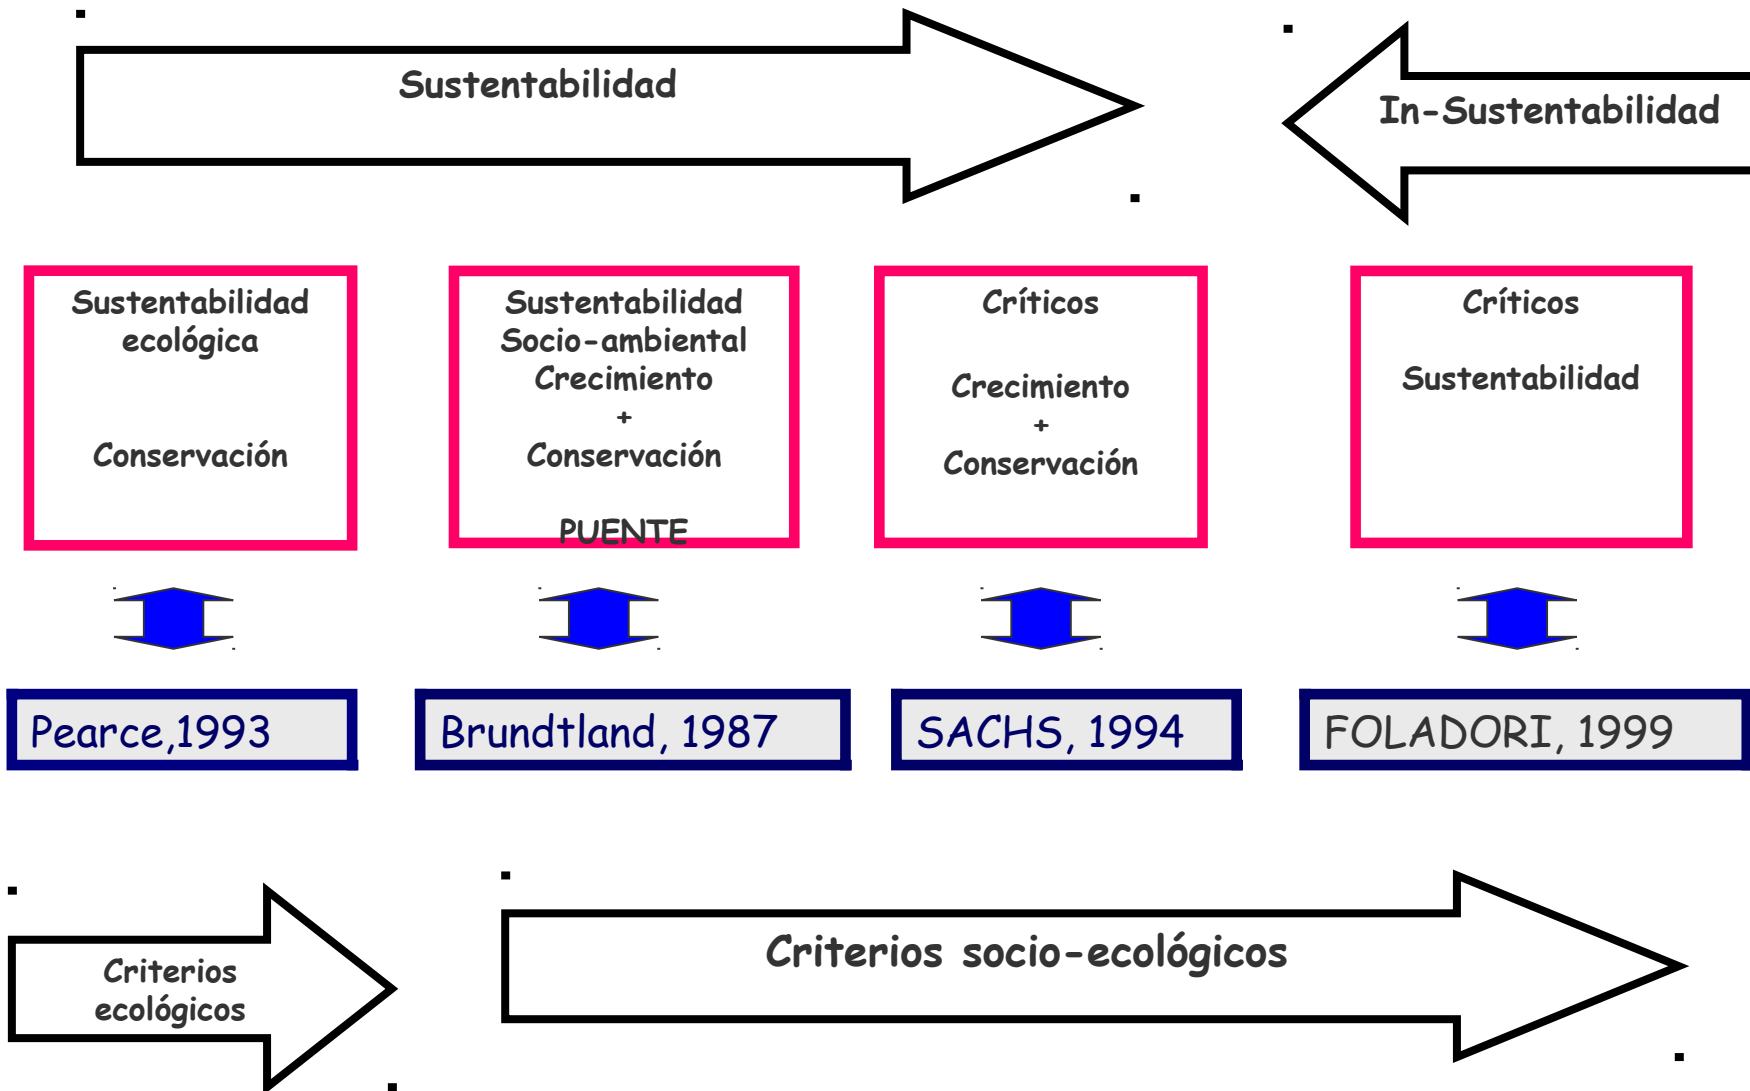 Sustentabilidad
In-Sustentabilidad
Sustentabilidad
ecológica
Conservación
Sustentabilidad
Socio-ambiental
Crecimiento
+
Conservación
PUENTE
Críticos
Crecimiento
+
Conservación
Críticos
Sustentabilidad
Pearce,1993
Brundtland, 1987
SACHS, 1994
FOLADORI, 1999
Criterios
ecológicos
Criterios socio-ecológicos